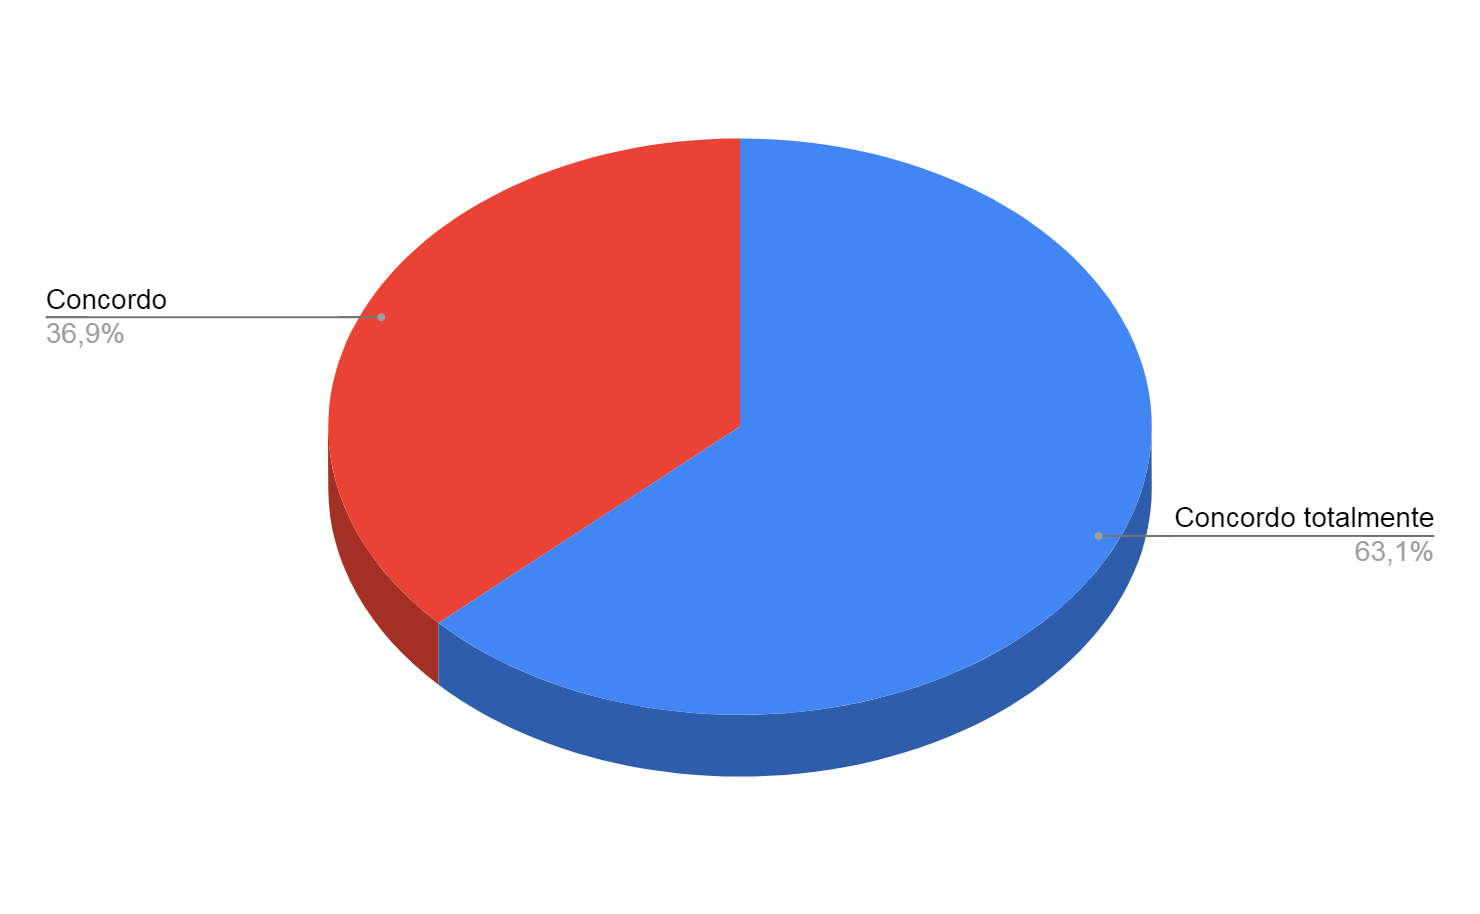 Concordo
36,9%
Concordo totalmente
63,1%